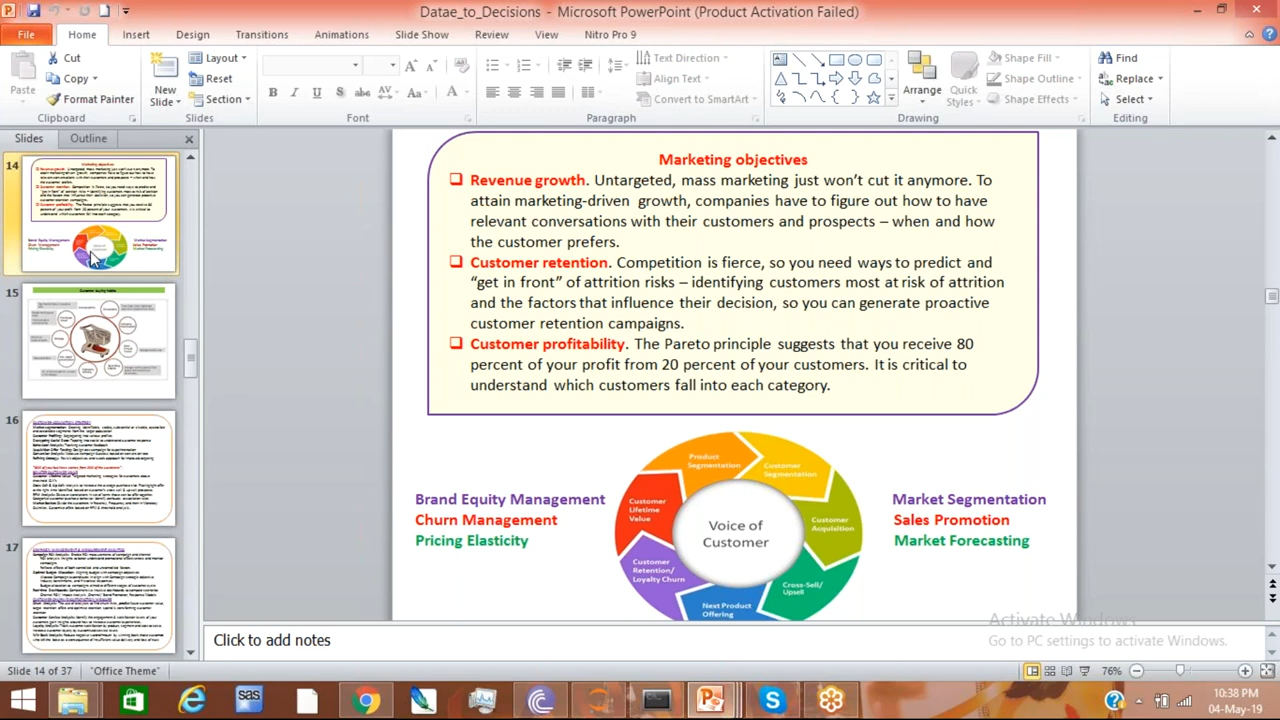 Datae_to_Decisions - Microsoft PowerPoint (Product Activation Failed)
File Home Insert Design Transitions Animations Slide Show Review View Nitro Pro 9
Paste
Cut
Copy
Format Painter
Clipboard
New Slide
Layout
Reset
Section
Slides
Font
Text Direction
Align Text
Convert to SmartArt
Paragraph
Arrange
Quick Styles
Shape Fill
Shape Outline
Shape Effects
Drawing
Find
Replace
Select
Editing
Slides Outline
14
15
16
17
Marketing objectives
Revenue growth. Untargeted, mass marketing just won't cut it anymore. To
attain marketing-driven growth, companies have to figure out how to have
relevant conversations with their customers and prospects – when and how
the customer prefers.
Customer retention. Competition is fierce, so you need ways to predict and
“get in front” of attrition risks – identifying customers most at risk of attrition
and the factors that influence their decision, so you can generate proactive
customer retention campaigns.
Customer profitability. The Pareto principle suggests that you receive 80
percent of your profit from 20 percent of your customers. It is critical to
understand which customers fall into each category.
Brand Equity Management
Churn Management
Pricing Elasticity
Product
Segmentation
Customer
Segmentation
Customer
Acquisition
Cross-Sell/
Upsell
Next Product
Offering
Customer
Retention/
Loyalty Churn
Customer
Lifetime
Value
Voice of
Customer
Market Segmentation
Sales Promotion
Market Forecasting
Activate Windows
Go to PC settings to activate Windows.
Click to add notes
Slide 14 of 37 "Office Theme" 76%
10:38 PM
04-May-19